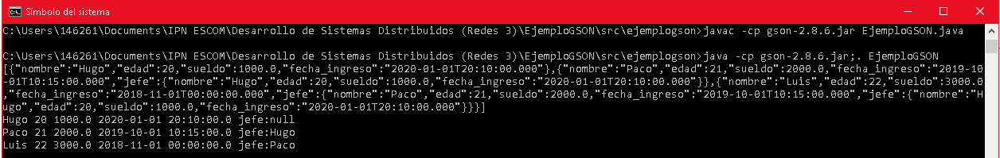 Símbolo del sistema
C:\Users\146261\Documents\IPN ESCOM\Desarrollo de Sistemas Distribuidos (Redes 3)\EjemploGSON\src\ejemplogson>javac -cp gson-2.8.6.jar EjemploGSON.java
C:\Users\146261\Documents\IPN ESCOM\Desarrollo de Sistemas Distribuidos (Redes 3)\EjemploGSON\src\ejemplogson>java -cp gson-2.8.6.jar;. EjemploGSON
[{"nombre":"Hugo","edad":20,"sueldo":1000.0,"fecha_ingreso":"2020-01-01T20:10:00.000"},{"nombre":"Paco","edad":21,"sueldo":2000.0,"fecha_ingreso":"2019-10-
01T10:15:00.000","jefe":{"nombre":"Hugo","edad":20,"sueldo":1000.0,"fecha_ingreso":"2020-01-01T20:10:00.000"}},{"nombre":"Luis","edad":22,"sueldo":3000.0
,"fecha_ingreso":"2018-11-01T00:00:00.000","jefe":{"nombre":"Paco","edad":21,"sueldo":2000.0,"fecha_ingreso":"2019-10-01T10:15:00.000","jefe":{"nombre":"H
ugo","edad":20,"sueldo":1000.0,"fecha_ingreso":"2020-01-01T20:10:00.000"}}}]
Hugo 20 1000.0 2020-01-01 20:10:00.0 jefe:null
Paco 21 2000.0 2019-10-01 10:15:00.0 jefe:Hugo
Luis 22 3000.0 2018-11-01 00:00:00.0 jefe:Paco